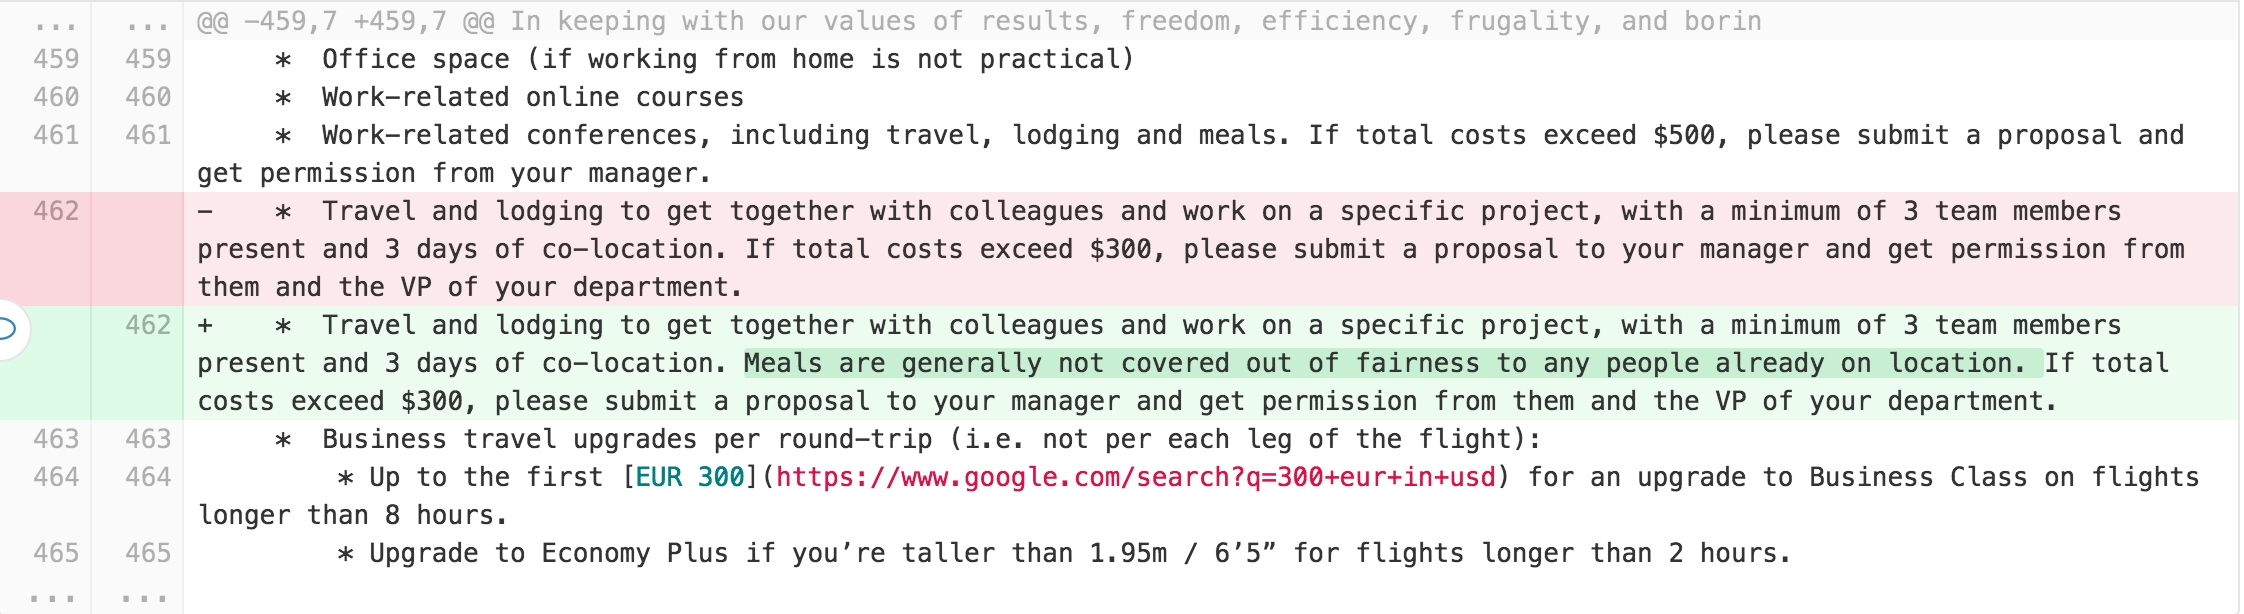 ... ... @@ -459,7 +459,7 @@ In keeping with our values of results, freedom, efficiency, frugality, and borin
459 459 * Office space (if working from home is not practical)
460 460 * Work-related online courses
461 461 * Work-related conferences, including travel, lodging and meals. If total costs exceed $500, please submit a proposal and
get permission from your manager.
462 - * Travel and lodging to get together with colleagues and work on a specific project, with a minimum of 3 team members
present and 3 days of co-location. If total costs exceed $300, please submit a proposal to your manager and get permission from
them and the VP of your department.
462 + * Travel and lodging to get together with colleagues and work on a specific project, with a minimum of 3 team members
present and 3 days of co-location. Meals are generally not covered out of fairness to any people already on location. If total
costs exceed $300, please submit a proposal to your manager and get permission from them and the VP of your department.
463 463 * Business travel upgrades per round-trip (i.e. not per each leg of the flight):
464 464 * Up to the first [EUR 300](https://www.google.com/search?q=300+eur+in+usd) for an upgrade to Business Class on flights
longer than 8 hours.
465 465 * Upgrade to Economy Plus if you’re taller than 1.95m / 6’5” for flights longer than 2 hours.
... ...